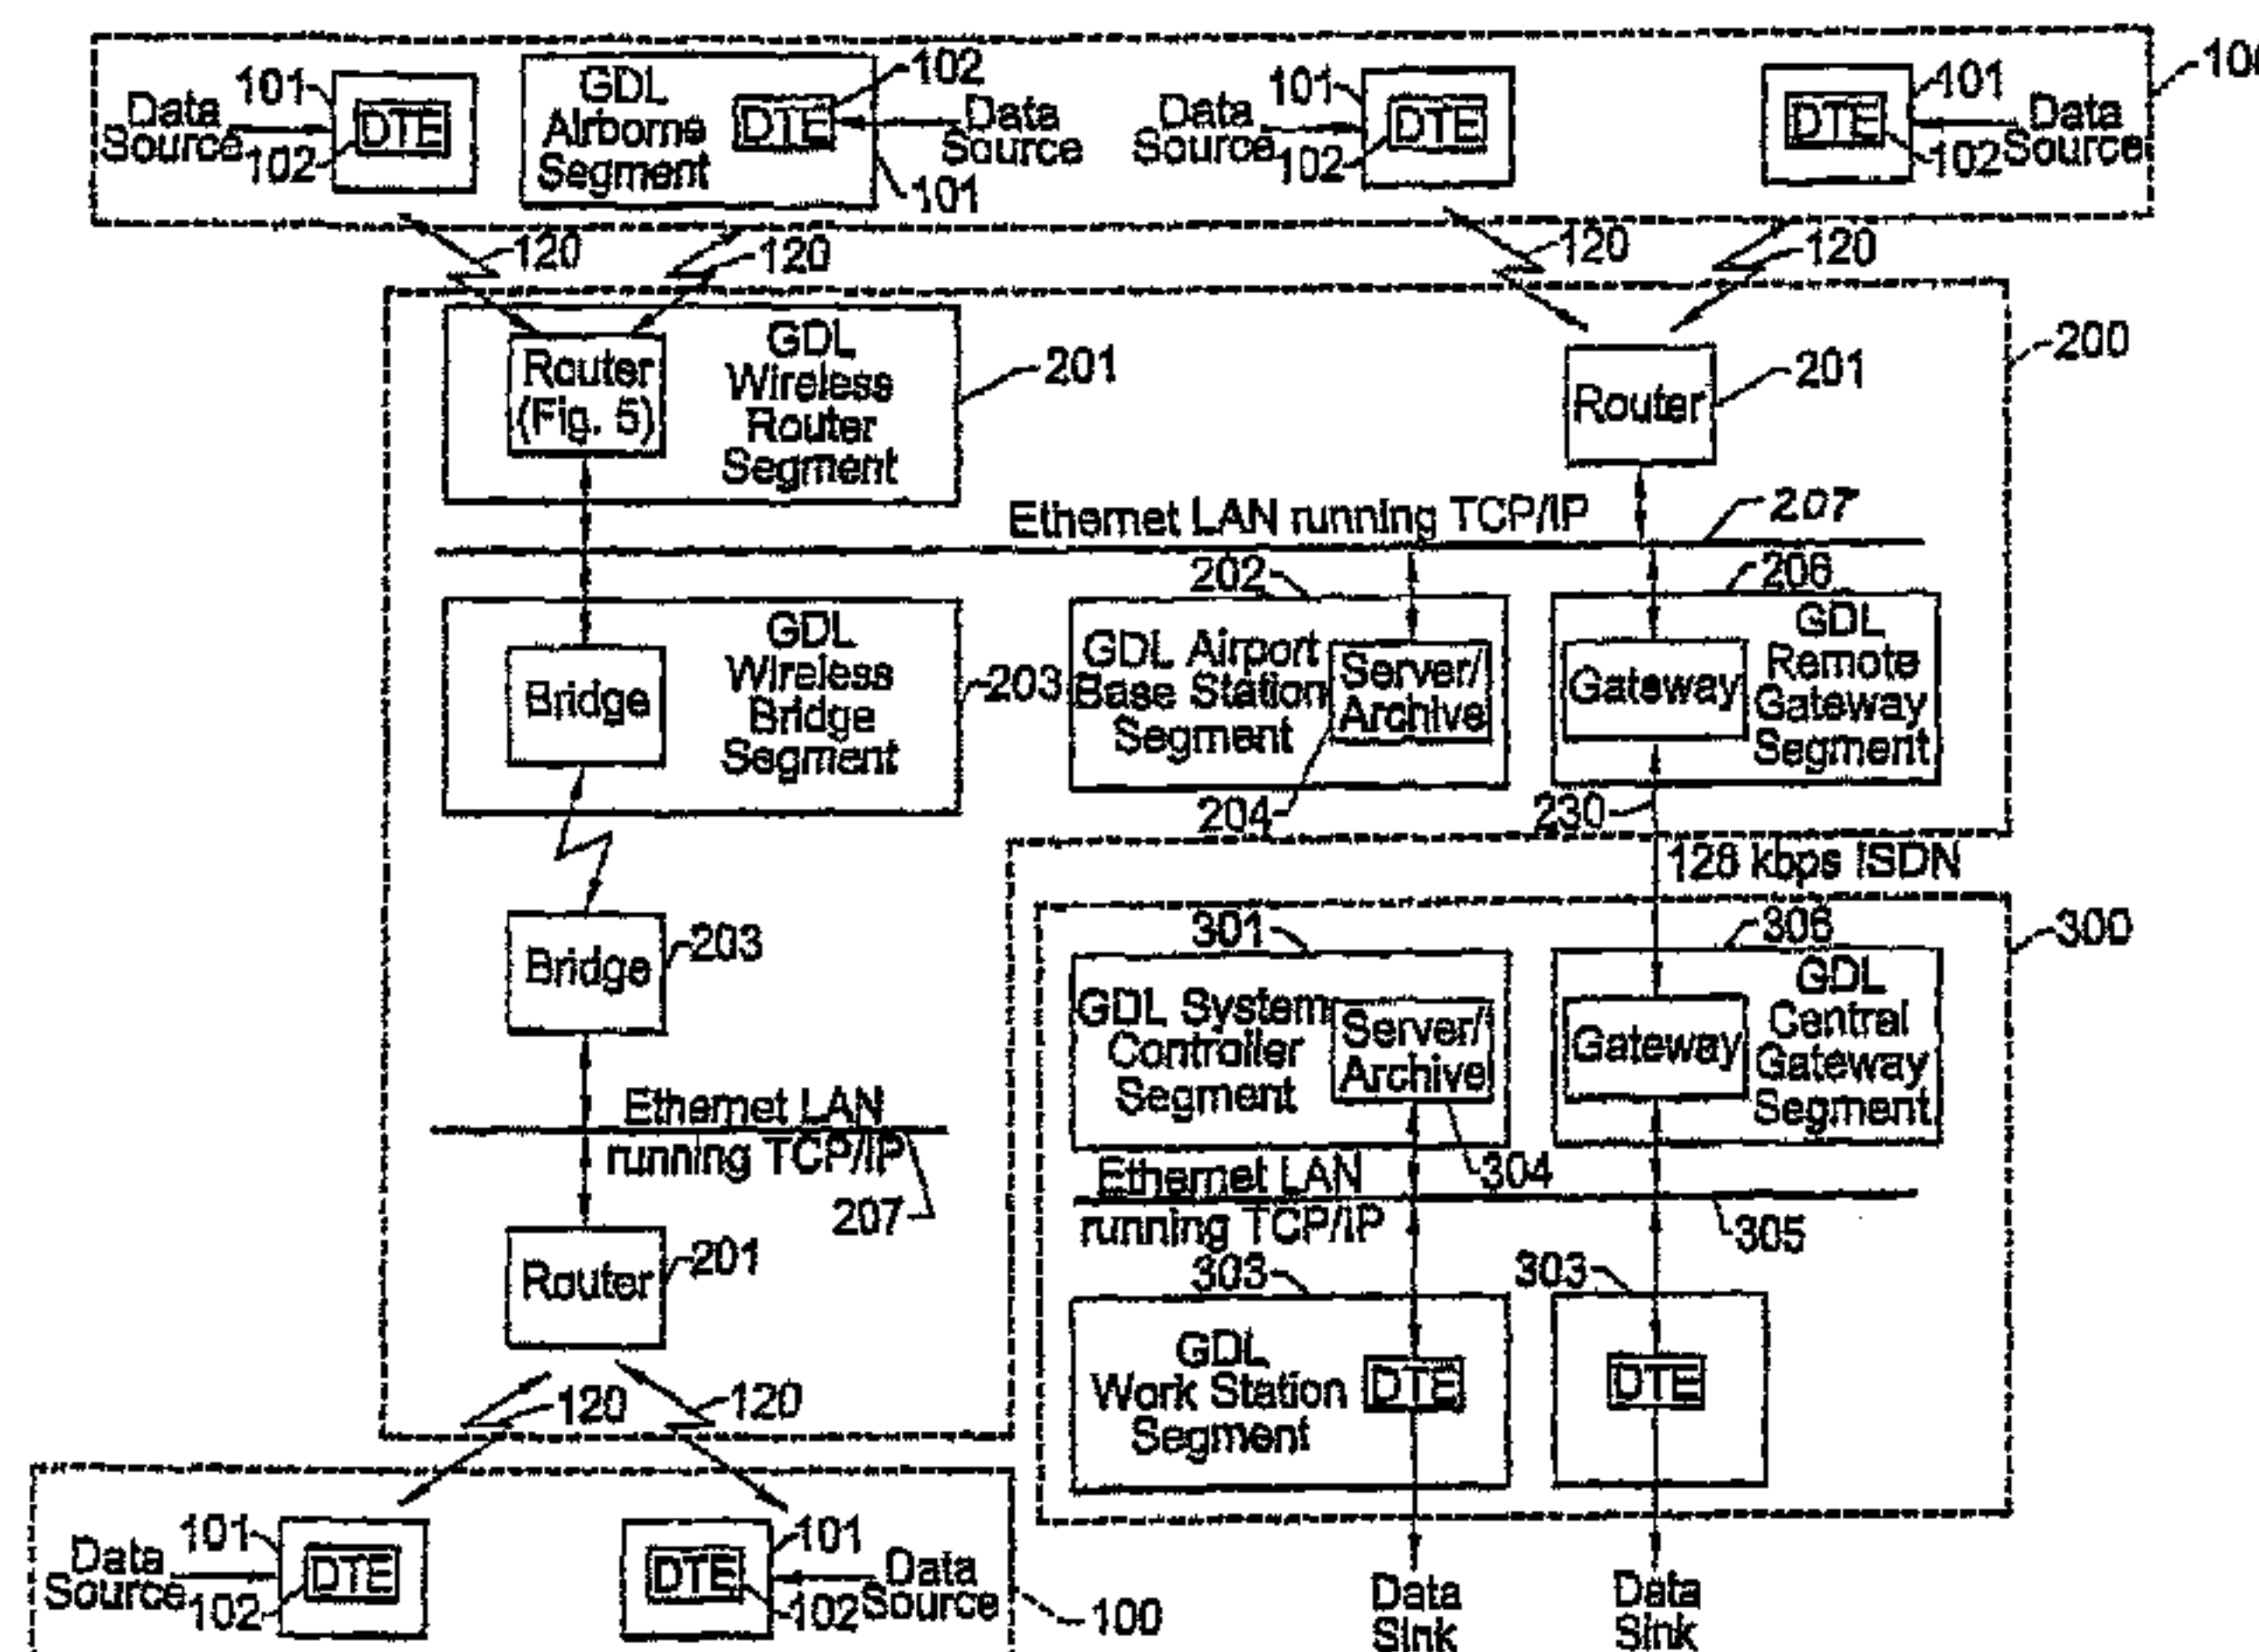 Data
Source
101
102
DTE
GDL
Airborne
Segment
DTE
102
Data
Source
101
Data
Source
101
102
DTE
DTE
101
102
Data
Source
120
120
120
120
200
Router
(Fig. 5)
GDL
Wireless
Router
Segment
201
Router
201
Ethernet LAN running TCP/IP
207
Bridge
GDL
Wireless
Bridge
Segment
203
202
GDL Airport
Base Station
Segment
Server/
Archive
204
206
Gateway
GDL
Remote
Gateway
Segment
230
128 kbps ISDN
Bridge
203
300
301
GDL System
Controller
Segment
Server/
Archive
304
306
Gateway
GDL
Central
Gateway
Segment
Ethernet LAN
running TCP/IP
207
Ethernet LAN
running TCP/IP
305
Router
201
303
GDL
Work Station
Segment
DTE
303
DTE
120
120
Data
Source
101
102
DTE
DTE
101
102
Data
Source
100
Data
Sink
Data
Sink